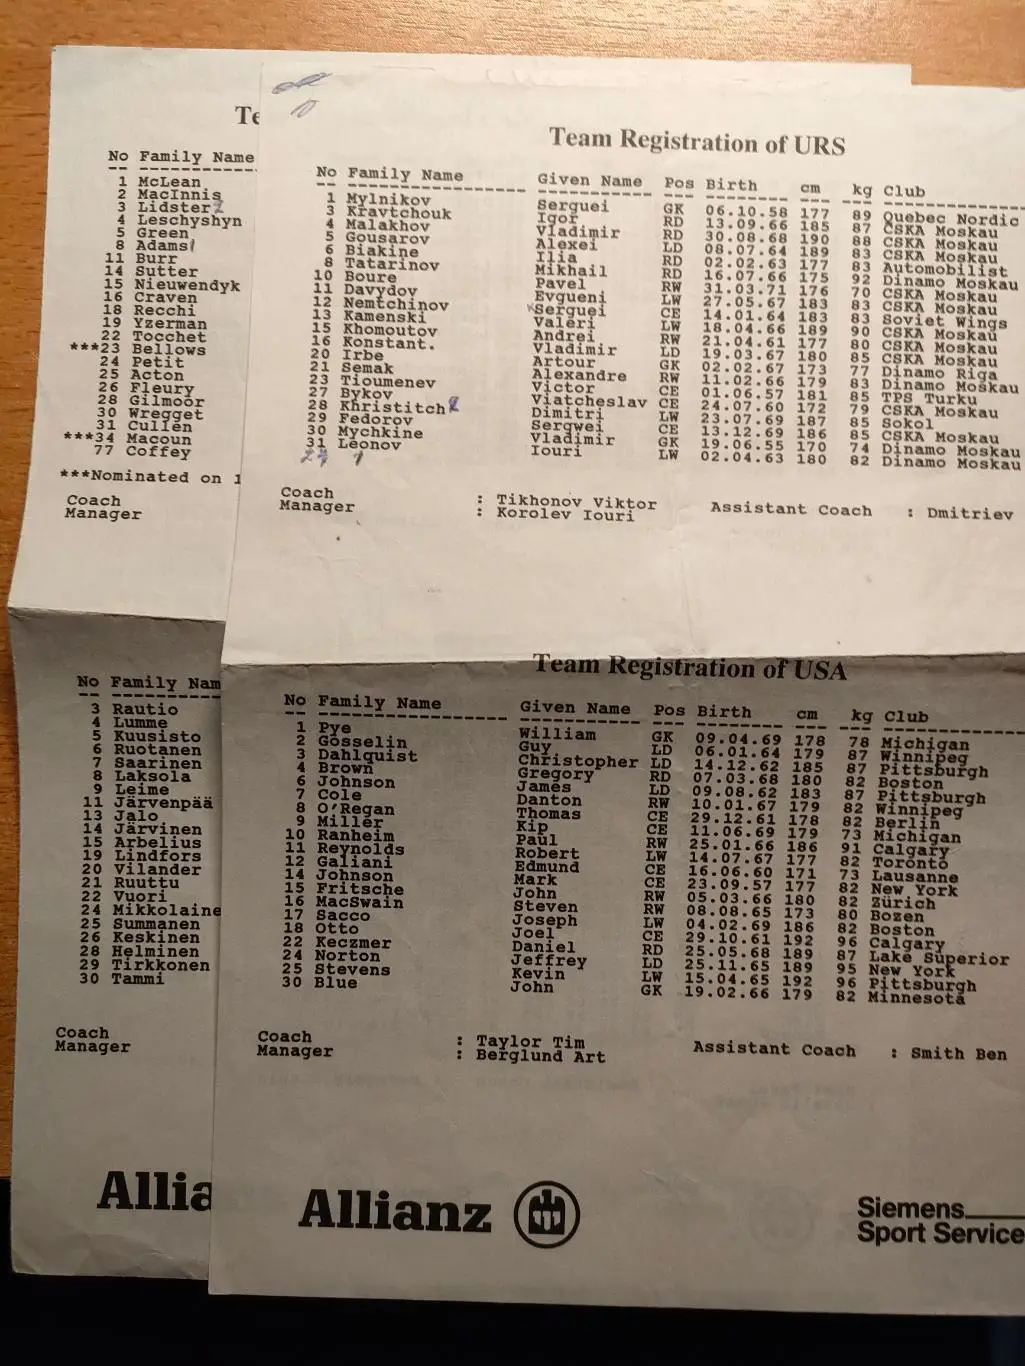 Te
No Family Name
1 McLean
2 MacInnis
3 Lidster
4 Leschyshyn
5 Green
8 Adams
11 Burr
14 Sutter
15 Nieuwendyk
16 Craven
18 Recchi
19 Yzerman
22 Tocchet
***23 Bellows
24 Petit
25 Acton
26 Fleury
28 Gilmoor
30 Wregget
31 Cullen
***34 Macoun
77 Coffey
***Nominated on 1
Coach
Manager
No Family Nam
3 Rautio
4 Lumme
5 Kuusisto
6 Ruotanen
7 Saarinen
8 Laksola
9 Leime
11 Järvenpää
13 Jalo
14 Järvinen
15 Arbelius
19 Lindfors
20 Vilander
21 Ruuttu
22 Vuori
24 Mikkolaine
25 Summanen
26 Keskinen
28 Helminen
29 Tirkkonen
30 Tammi
Coach
Manager
Allia
Team Registration of URS
No Family Name Given Name Pos Birth cm kg Club
1 Mylnikov Serguei GK 06.10.58 177 89 Quebec Nordic
3 Kravtchouk Igor RD 13.09.66 185 87 CSKA Moskau
4 Malakhov Vladimir RD 30.08.68 190 88 CSKA Moskau
5 Gousarov Alexei LD 08.07.64 189 83 CSKA Moskau
6 Biakine Ilia RD 02.02.63 177 83 Automobilist
8 Tatarinov Mikhail RD 16.07.66 175 92 Dinamo Moskau
10 Boure Pavel RW 31.03.71 176 70 CSKA Moskau
11 Davydov Evgueni LW 27.05.67 183 83 CSKA Moskau
12 Nemtchinov Serguei CE 14.01.64 183 83 Soviet Wings
13 Kamenski Valeri LW 18.04.66 189 90 CSKA Moskau
15 Khomoutov Andrei RW 21.04.61 177 80 CSKA Moskau
16 Konstant. Vladimir LD 19.03.67 180 85 CSKA Moskau
20 Irbe Artour GK 02.02.67 173 77 Dinamo Riga
21 Semak Alexandre RW 11.02.66 179 83 Dinamo Moskau
23 Tioumenev Victor CE 01.06.57 181 85 TPS Turku
27 Bykov Viatcheslav CE 24.07.60 172 79 CSKA Moskau
28 Khristitch Dimitri LW 23.07.69 187 85 Sokol
29 Fedorov Sergwei CE 13.12.69 186 85 CSKA Moskau
30 Mychkine Vladimir GK 19.06.55 170 74 Dinamo Moskau
31 Leonov Iouri LW 02.04.63 180 82 Dinamo Moskau
Coach : Tikhonov Viktor Assistant Coach : Dmitriev
Manager : Korolev Iouri
Team Registration of USA
No Family Name Given Name Pos Birth cm kg Club
1 Pye William GK 09.04.69 178 78 Michigan
2 Gosselin Guy LD 06.01.64 179 87 Winnipeg
3 Dahlquist Christopher LD 14.12.62 185 87 Pittsburgh
4 Brown Gregory RD 07.03.68 180 82 Boston
6 Johnson James LD 09.08.62 183 87 Pittsburgh
7 Cole Danton RW 10.01.67 179 82 Winnipeg
8 O'Regan Thomas CE 29.12.61 178 82 Berlin
9 Miller Kip CE 11.06.69 179 73 Michigan
10 Ranheim Paul RW 25.01.66 186 91 Calgary
11 Reynolds Robert LW 14.07.67 177 82 Toronto
12 Galiani Edmund CE 16.06.60 171 73 Lausanne
14 Johnson Mark CE 23.09.57 177 82 New York
15 Fritsche John RW 05.03.66 180 82 Zürich
16 MacSwain Steven RW 08.08.65 173 80 Bozen
17 Sacco Joseph LW 04.02.69 186 82 Boston
18 Otto Joel CE 29.10.61 192 96 Calgary
22 Keczmer Daniel RD 25.05.68 189 87 Lake Superior
24 Norton Jeffrey LD 25.11.65 189 95 New York
25 Stevens Kevin LW 15.04.65 192 96 Pittsburgh
30 Blue John GK 19.02.66 179 82 Minnesota
Coach : Taylor Tim Assistant Coach : Smith Ben
Manager : Berglund Art
Allianz
Siemens
Sport Service